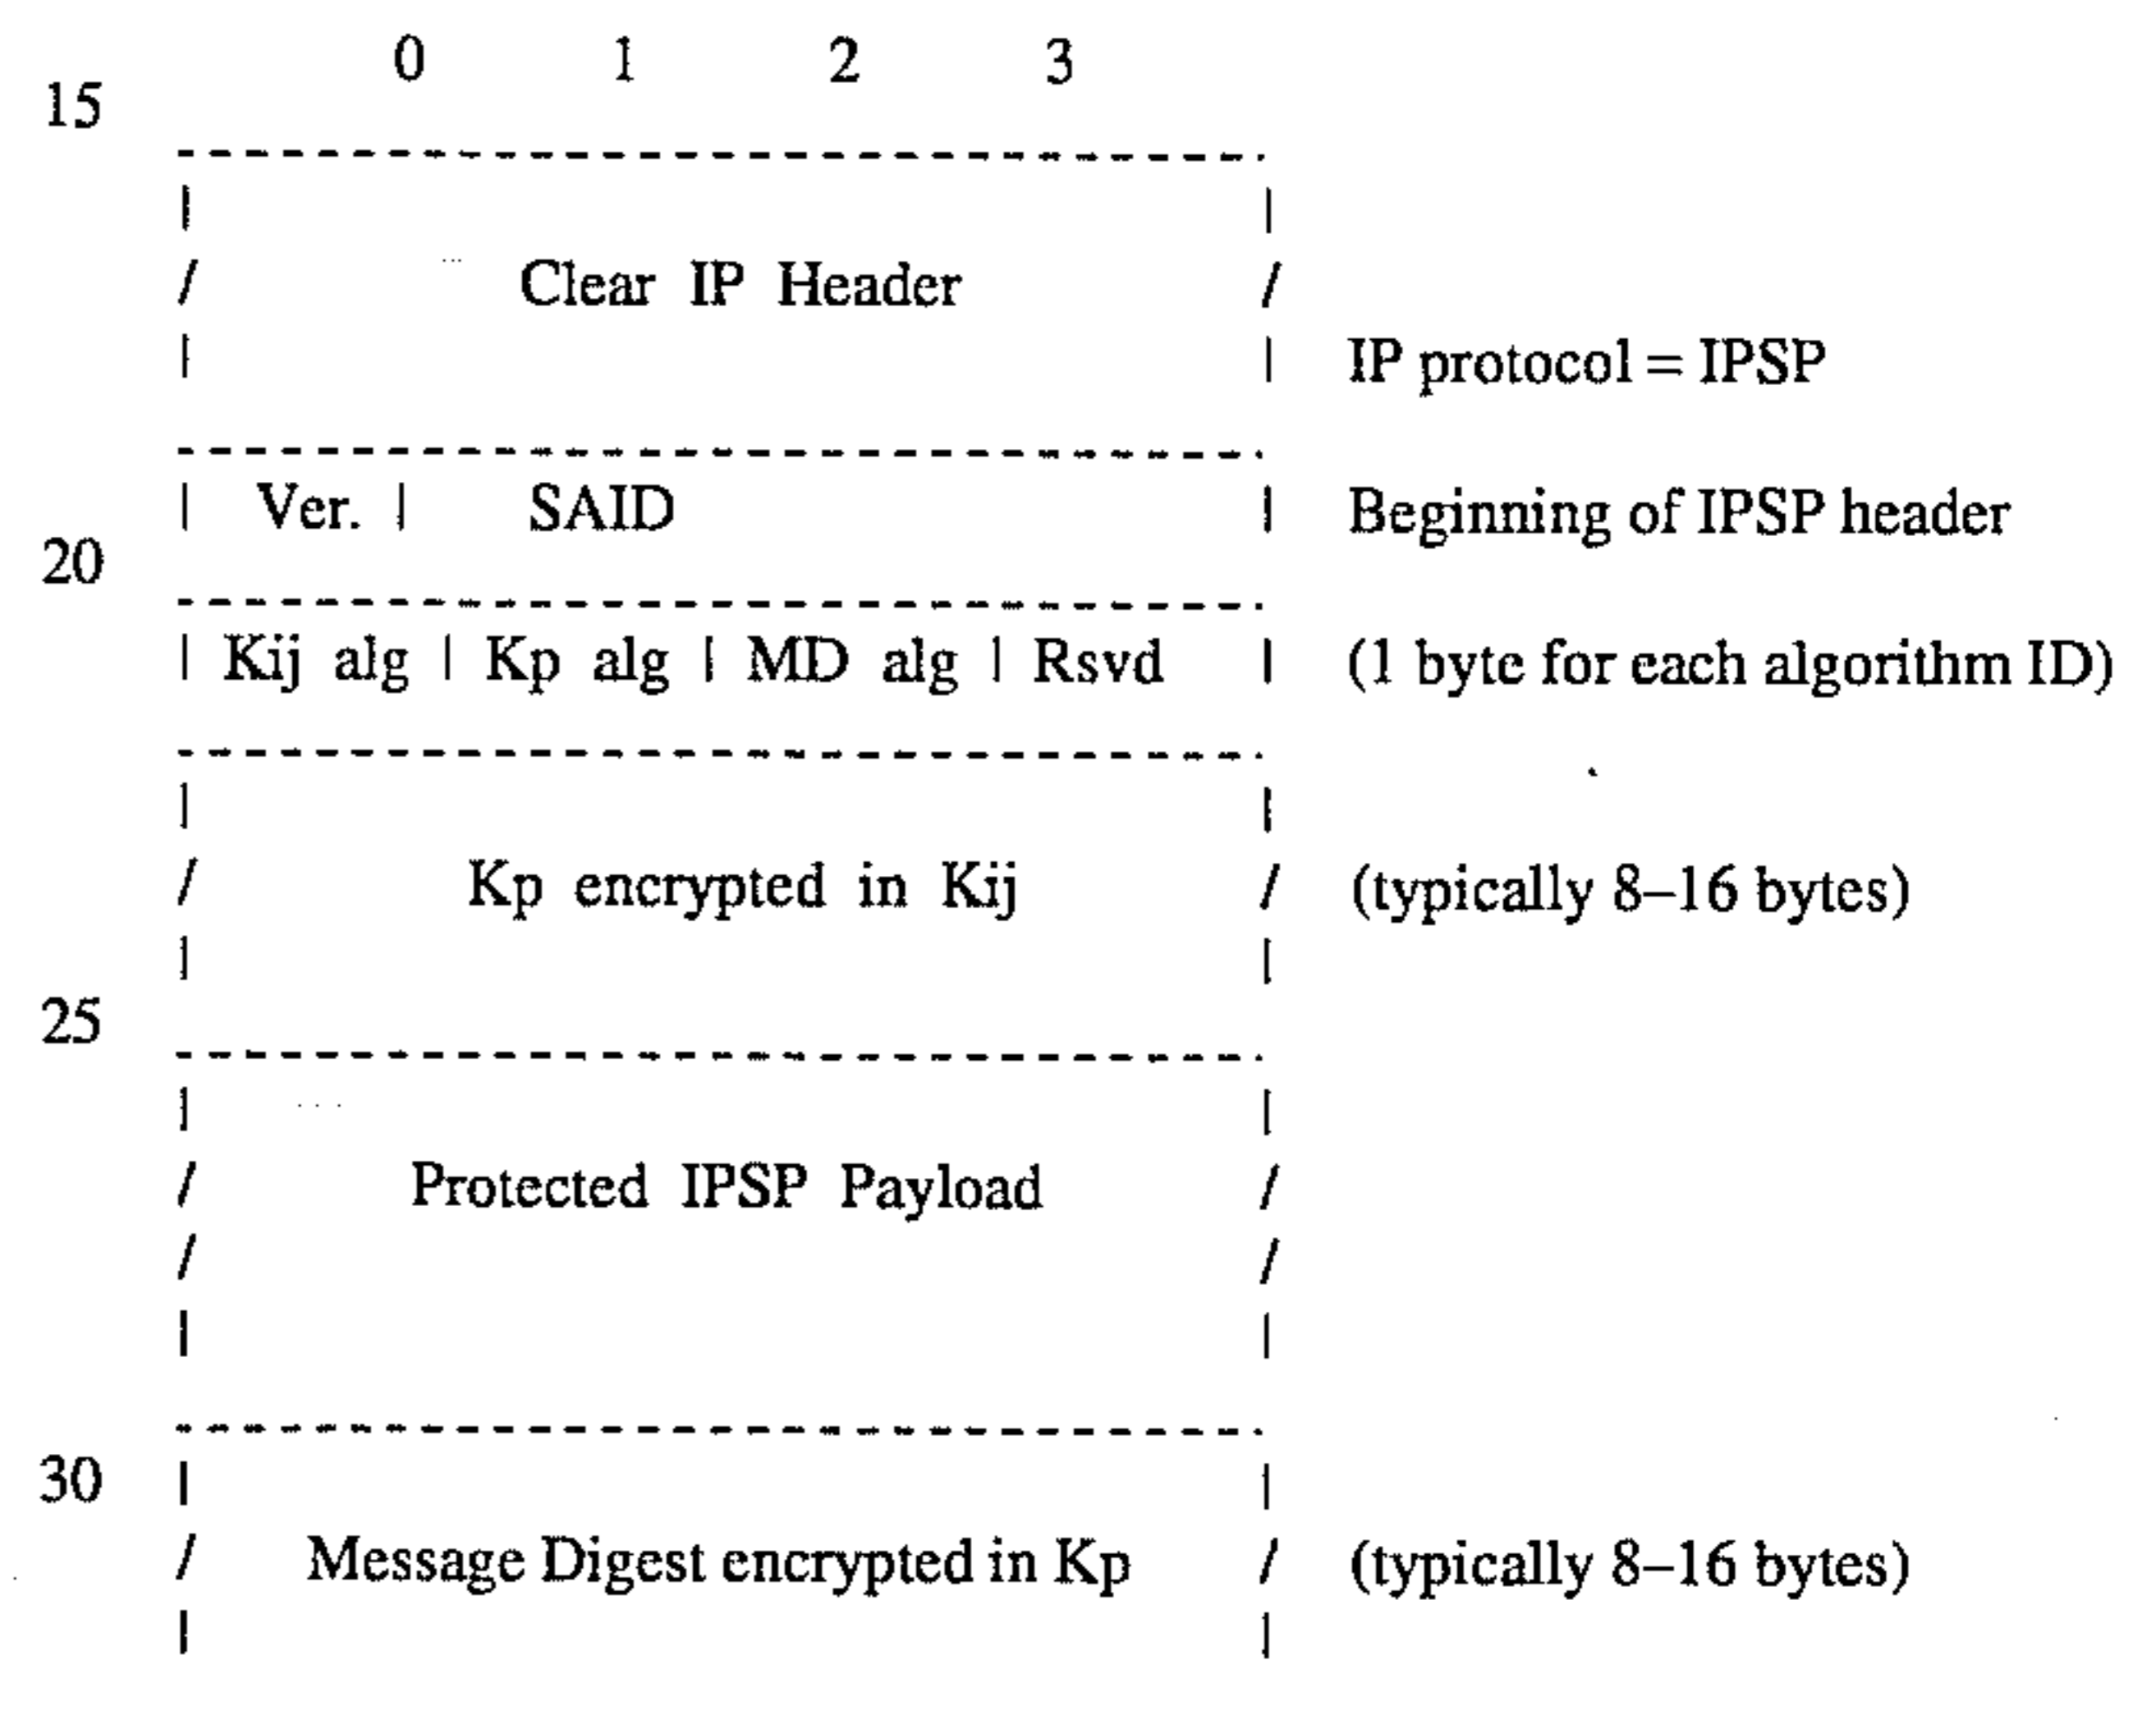 0 1 2 3
15
Clear IP Header
IP protocol = IPSP
| Ver. | SAID | Beginning of IPSP header
20
| Kij alg | Kp alg | MD alg | Rsvd | (1 byte for each algorithm ID)
/ Kp encrypted in Kij / (typically 8–16 bytes)
25
/ Protected IPSP Payload /
30
/ Message Digest encrypted in Kp / (typically 8–16 bytes)